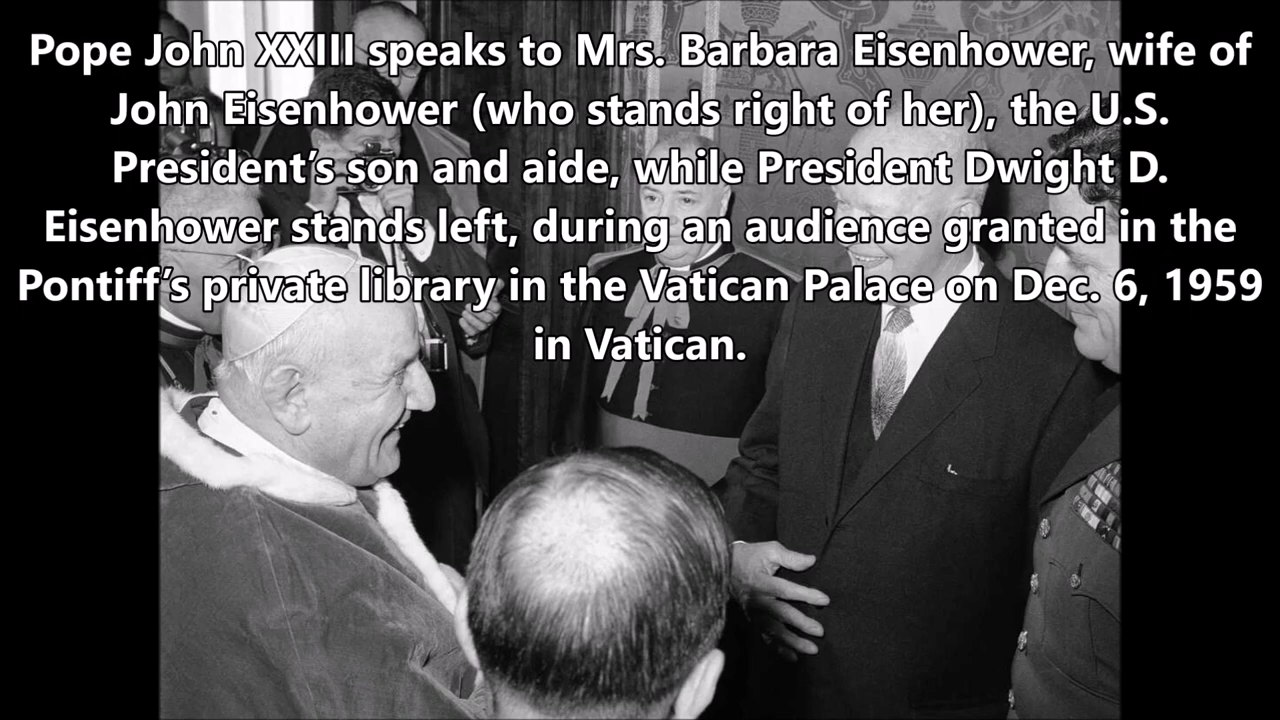 Pope John XXIII speaks to Mrs. Barbara Eisenhower, wife of
John Eisenhower (who stands right of her), the U.S.
President’s son and aide, while President Dwight D.
Eisenhower stands left, during an audience granted in the
Pontiff’s private library in the Vatican Palace on Dec. 6, 1959
in Vatican.